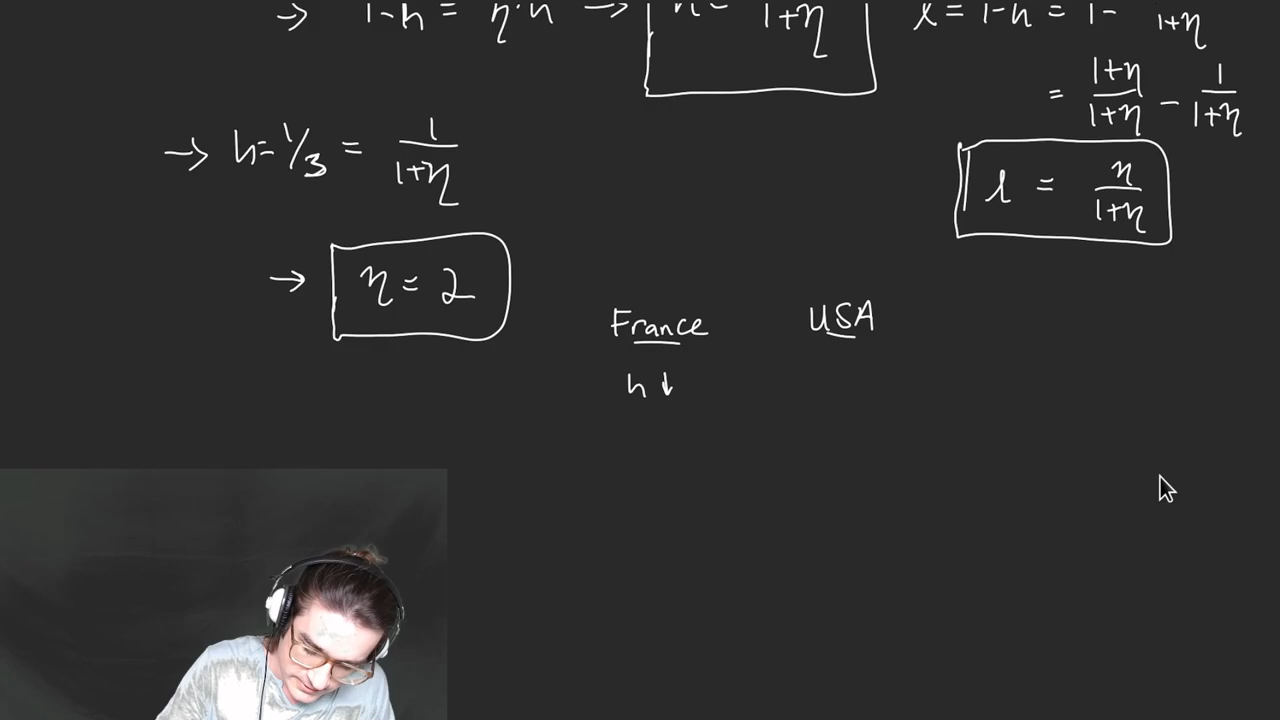 → 1-h = η·h → h = 1+η l = 1-h = 1- 1+η
= 1+η/1+η - 1/1+η
→ h = 1/3 = 1/1+η
l = η/1+η
→ η = 2
France USA
h ↓